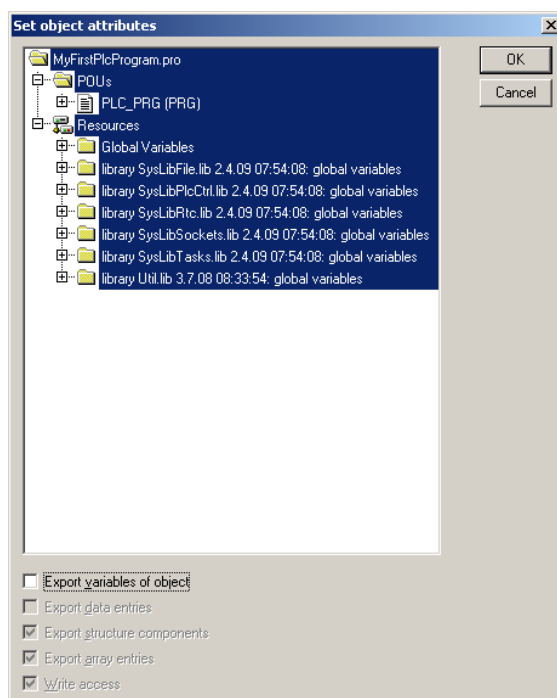 Set object attributes
MyFirstPlcProgram.pro
POUs
PLC_PRG (PRG)
Resources
Global Variables
library SysLibFile.lib 2.4.09 07:54:08: global variables
library SysLibPlcCtrl.lib 2.4.09 07:54:08: global variables
library SysLibRtc.lib 2.4.09 07:54:08: global variables
library SysLibSockets.lib 2.4.09 07:54:08: global variables
library SysLibTasks.lib 2.4.09 07:54:08: global variables
library Util.lib 3.7.08 08:33:54: global variables
OK
Cancel
Export variables of object
Export data entries
Export structure components
Export array entries
Write access